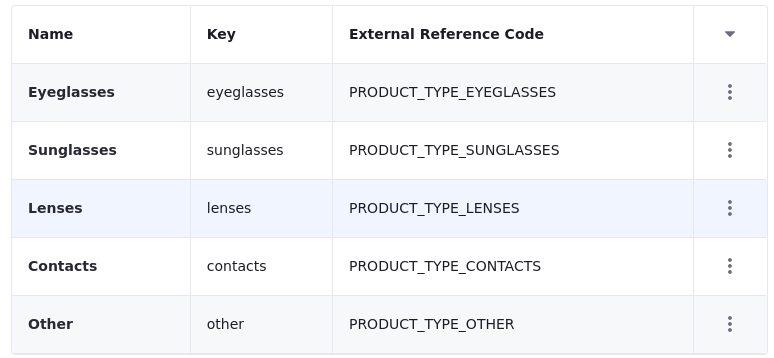 Name Key External Reference Code
Eyeglasses eyeglasses PRODUCT_TYPE_EYEGLASSES
Sunglasses sunglasses PRODUCT_TYPE_SUNGLASSES
Lenses lenses PRODUCT_TYPE_LENSES
Contacts contacts PRODUCT_TYPE_CONTACTS
Other other PRODUCT_TYPE_OTHER